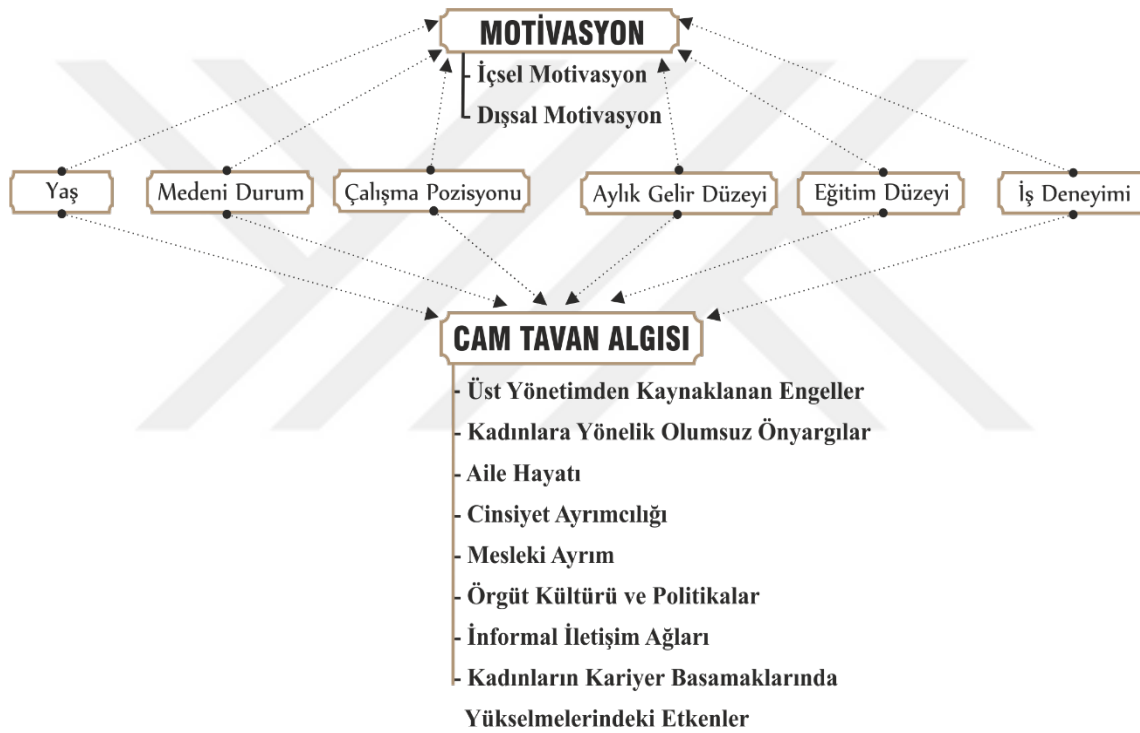 MOTİVASYON
- İçsel Motivasyon
- Dışsal Motivasyon
Yaş
Medeni Durum
Çalışma Pozisyonu
Aylık Gelir Düzeyi
Eğitim Düzeyi
İş Deneyimi
CAM TAVAN ALGISI
- Üst Yönetimden Kaynaklanan Engeller
- Kadınlara Yönelik Olumsuz Önyargılar
- Aile Hayatı
- Cinsiyet Ayrımcılığı
- Mesleki Ayrım
- Örgüt Kültürü ve Politikalar
- İnformal İletişim Ağları
- Kadınların Kariyer Basamaklarında
Yükselmelerindeki Etkenler